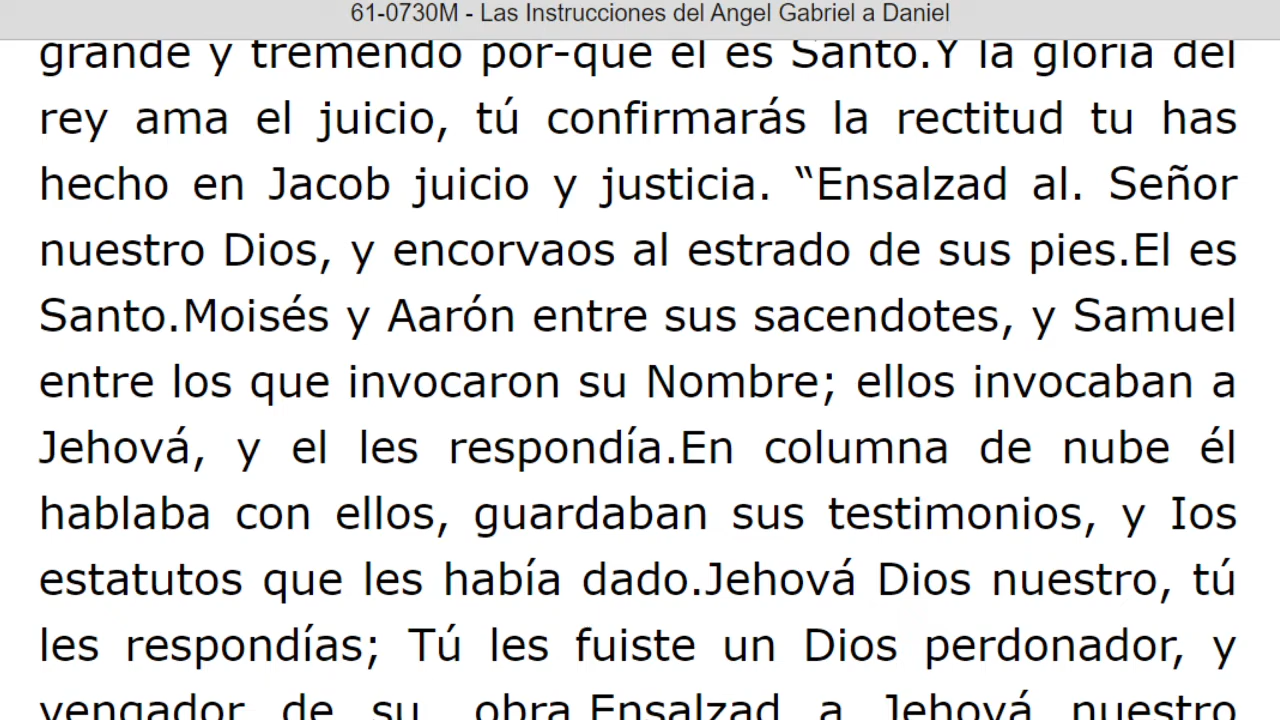 61-0730M - Las Instrucciones del Angel Gabriel a Daniel
grande y tremendo por-que el es Santo.Y la gloria del
rey ama el juicio, tú confirmarás la rectitud tu has
hecho en Jacob juicio y justicia. “Ensalzad al. Señor
nuestro Dios, y encorvaos al estrado de sus pies.El es
Santo.Moisés y Aarón entre sus sacendotes, y Samuel
entre los que invocaron su Nombre; ellos invocaban a
Jehová, y el les respondía.En columna de nube él
hablaba con ellos, guardaban sus testimonios, y Ios
estatutos que les había dado.Jehová Dios nuestro, tú
les respondías; Tú les fuiste un Dios perdonador, y
vengador de su obra.Ensalzad a Jehová nuestro